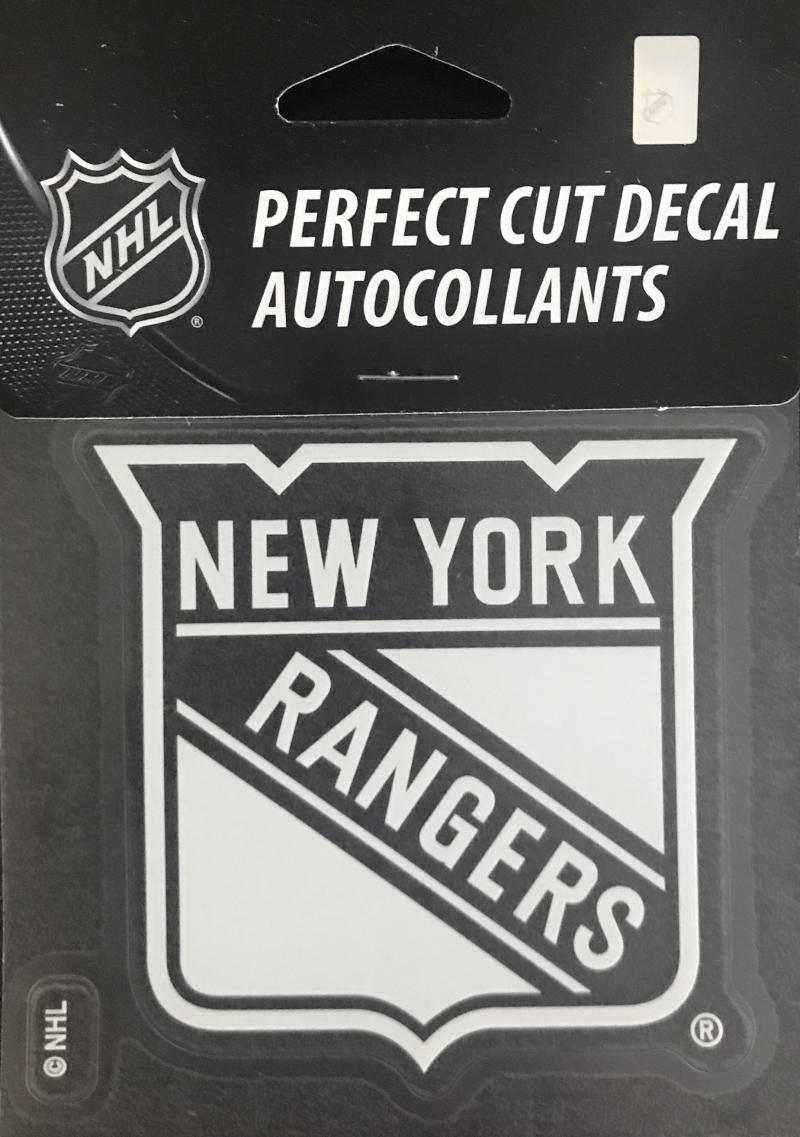 NHL
®
PERFECT CUT DECAL
AUTOCOLLANTS
NEW YORK
RANGERS
®
© NHL